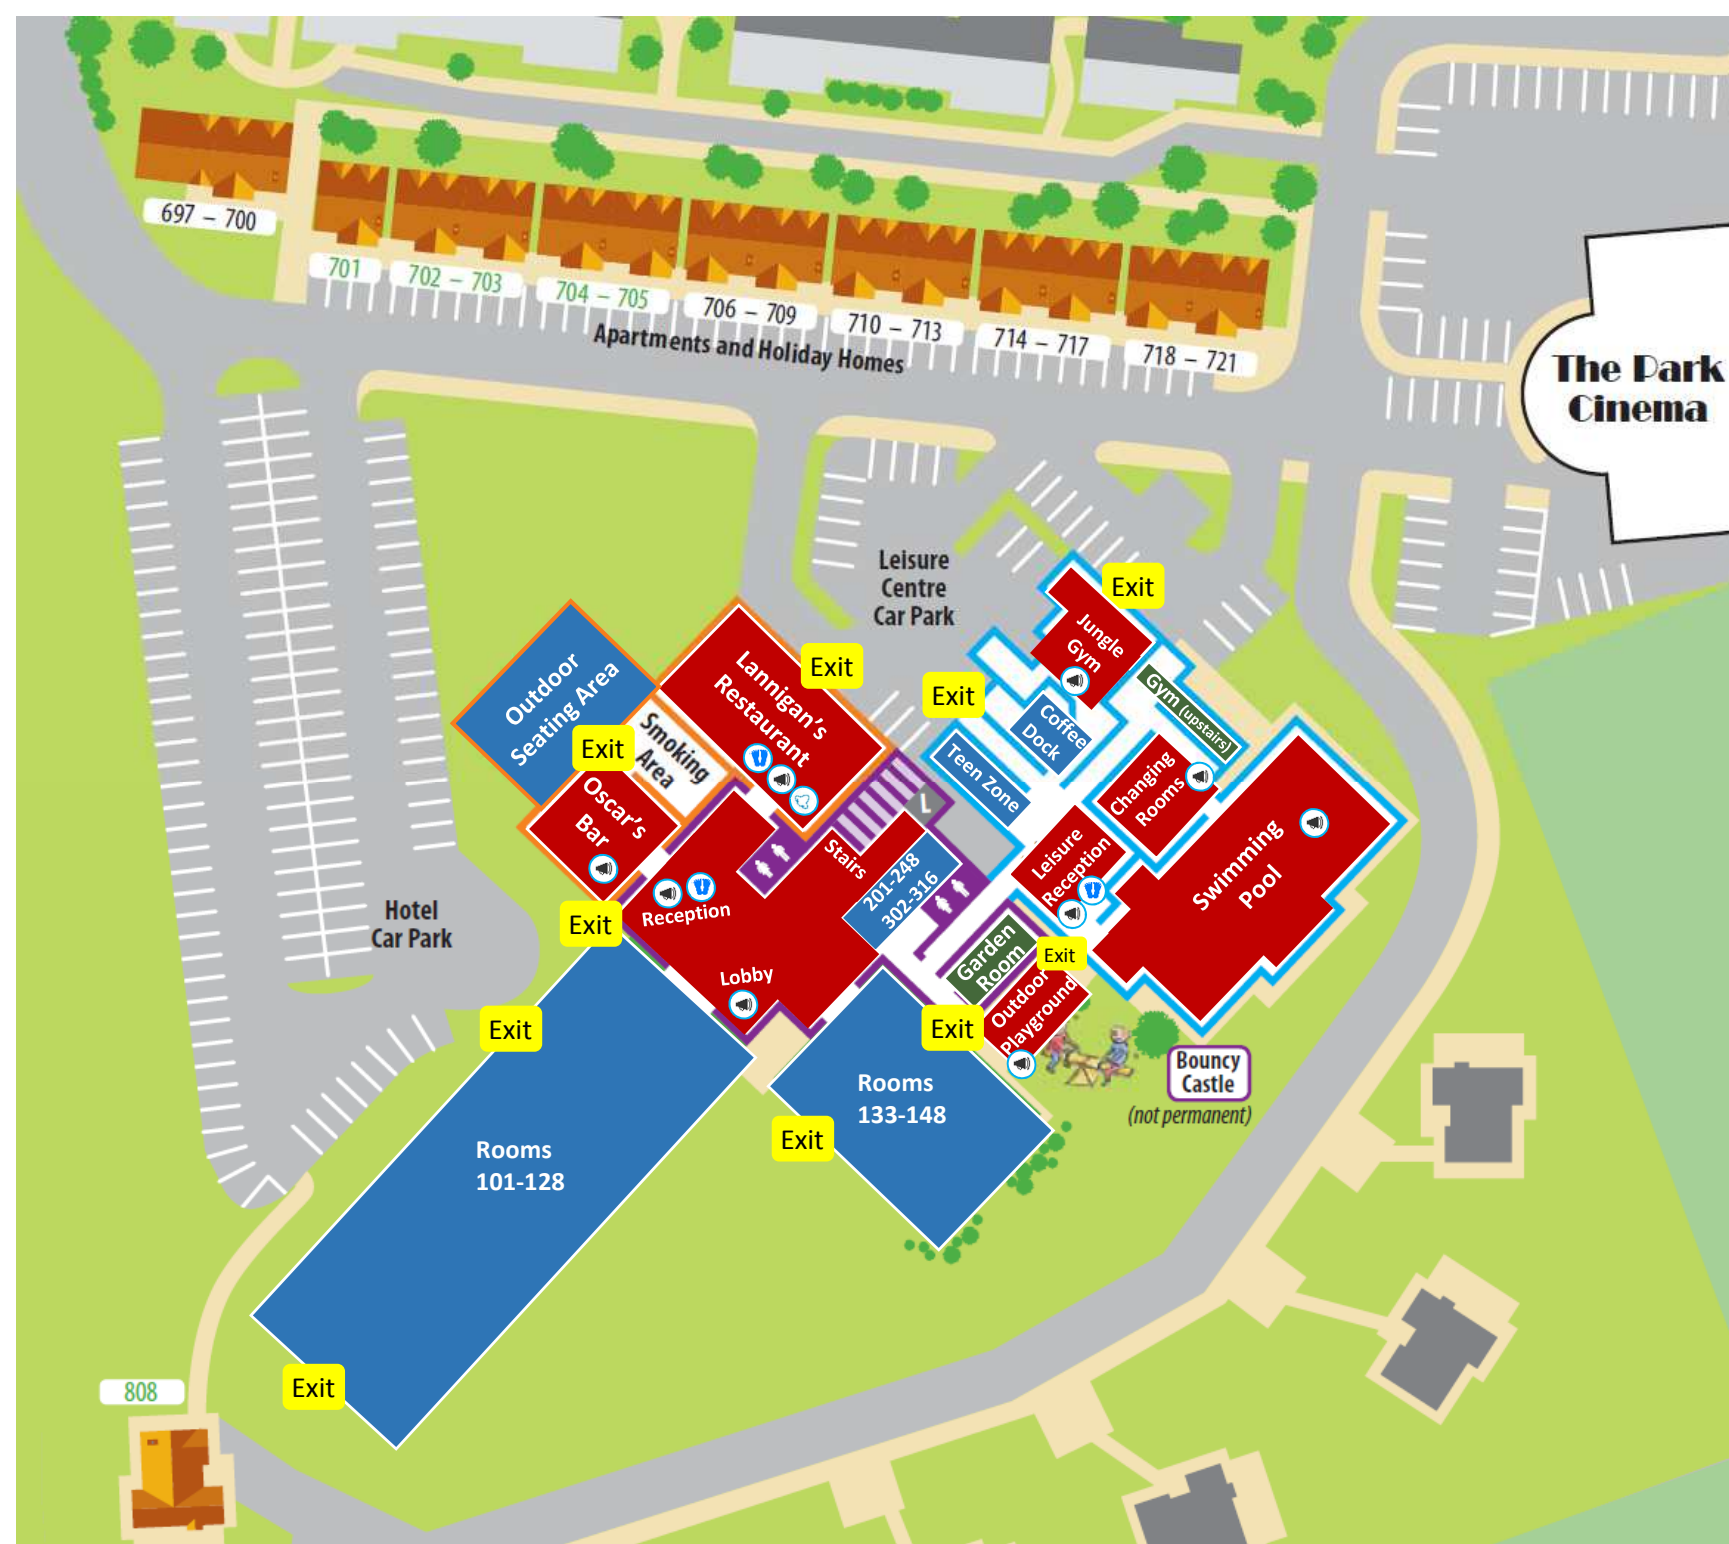 697 – 700
701
702 – 703
704 – 705
706 – 709
710 – 713
714 – 717
718 – 721
Apartments and Holiday Homes
The Park
Cinema
Leisure
Centre
Car Park
Exit
Jungle
Gym
Gym (upstairs)
Exit
Exit
Coffee
Dock
Teen Zone
Changing
Rooms
Lannigan's
Restaurant
Outdoor
Seating Area
Exit
Smoking
Area
Oscar's
Bar
L
Stairs
201-248
302-316
Leisure
Reception
Swimming
Pool
Hotel
Car Park
Exit
Reception
Lobby
Garden
Room
Exit
Outdoor
Playground
Exit
Exit
Bouncy
Castle
(not permanent)
Rooms
133-148
Exit
Rooms
101-128
Exit
808